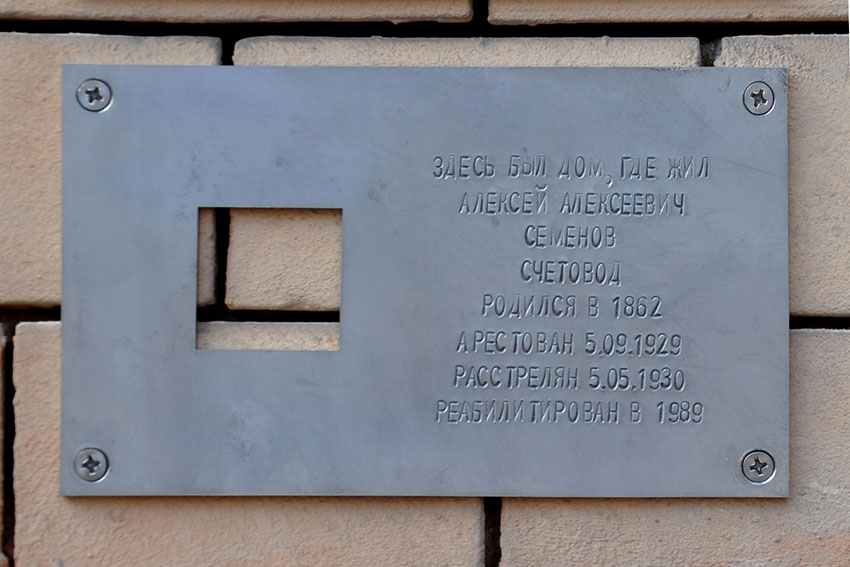 ЗДЕСЬ БЫЛ ДОМ, ГДЕ ЖИЛ
АЛЕКСЕЙ АЛЕКСЕЕВИЧ
СЕМЕНОВ
СЧЕТОВОД
РОДИЛСЯ В 1862
АРЕСТОВАН 5.09.1929
РАССТРЕЛЯН 5.05.1930
РЕАБИЛИТИРОВАН В 1989